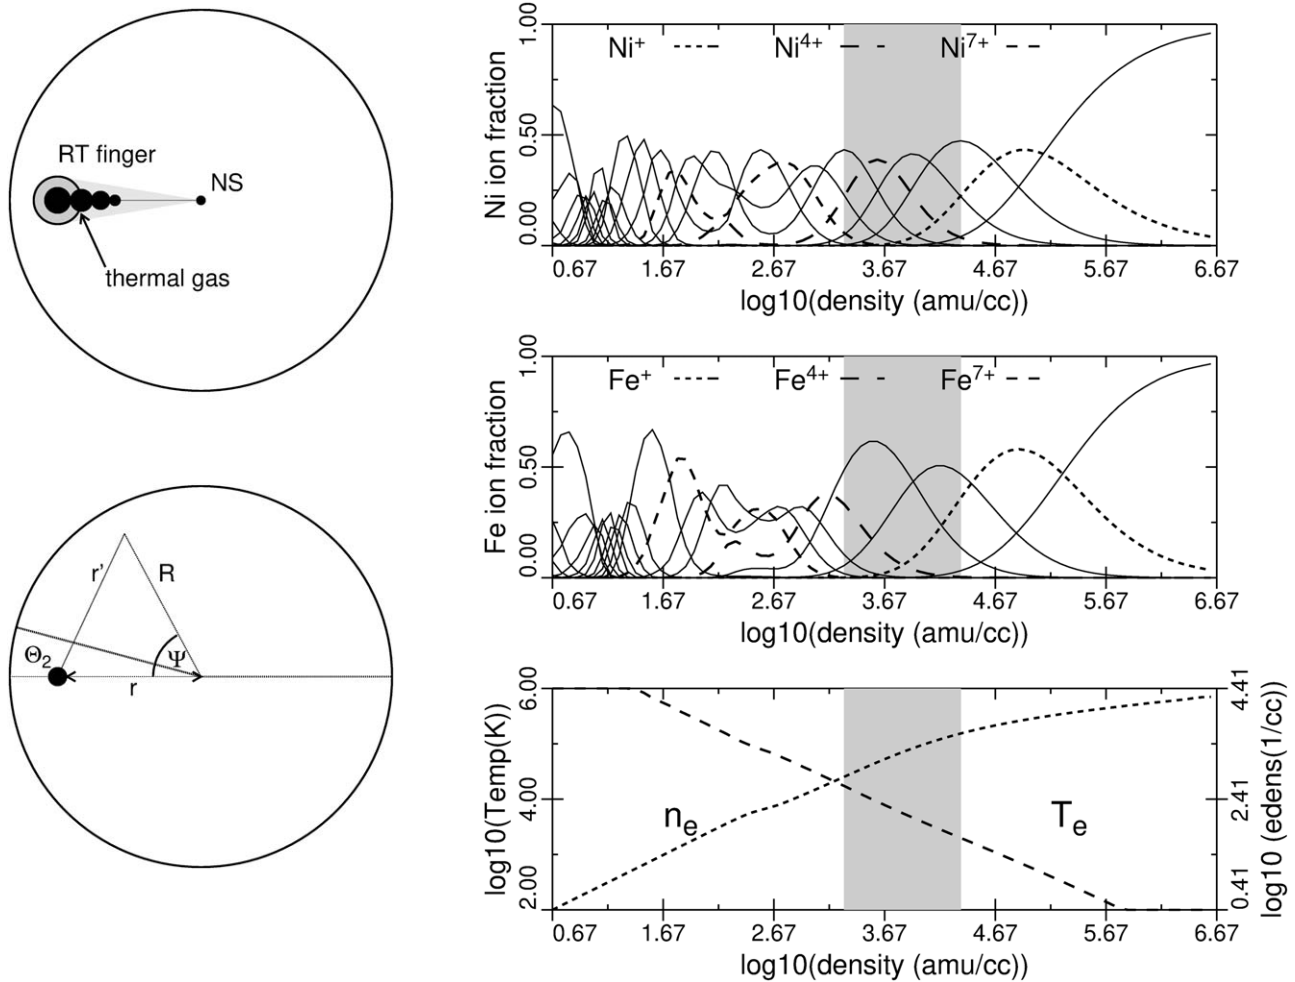 RT finger
NS
thermal gas
r'
R
Θ₂
Ψ
r
Ni ion fraction
1.00
0.50
0.00
Ni⁺
Ni⁴⁺
Ni⁷⁺
0.67 1.67 2.67 3.67 4.67 5.67 6.67
log10(density (amu/cc))
Fe ion fraction
1.00
0.50
0.00
Fe⁺
Fe⁴⁺
Fe⁷⁺
0.67 1.67 2.67 3.67 4.67 5.67 6.67
log10(density (amu/cc))
log10(Temp(K))
6.00
4.00
2.00
nₑ
Tₑ
4.41
2.41
0.41
log10 (edens(1/cc))
0.67 1.67 2.67 3.67 4.67 5.67 6.67
log10(density (amu/cc))